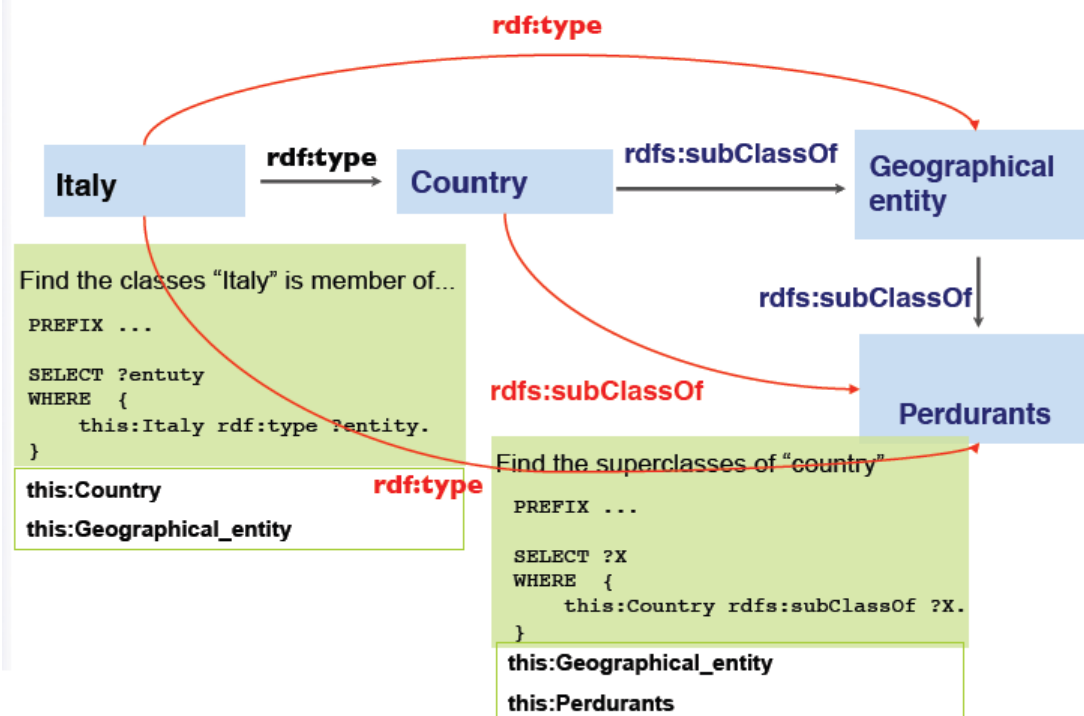 rdf:type
Italy
rdf:type
Country
rdfs:subClassOf
Geographical
entity
rdfs:subClassOf
Perdurants
rdfs:subClassOf
rdf:type
Find the classes “Italy” is member of...
PREFIX ...
SELECT ?entuty
WHERE {
this:Italy rdf:type ?entity.
}
this:Country
this:Geographical_entity
Find the superclasses of “country”
PREFIX ...
SELECT ?X
WHERE {
this:Country rdfs:subClassOf ?X.
}
this:Geographical_entity
this:Perdurants